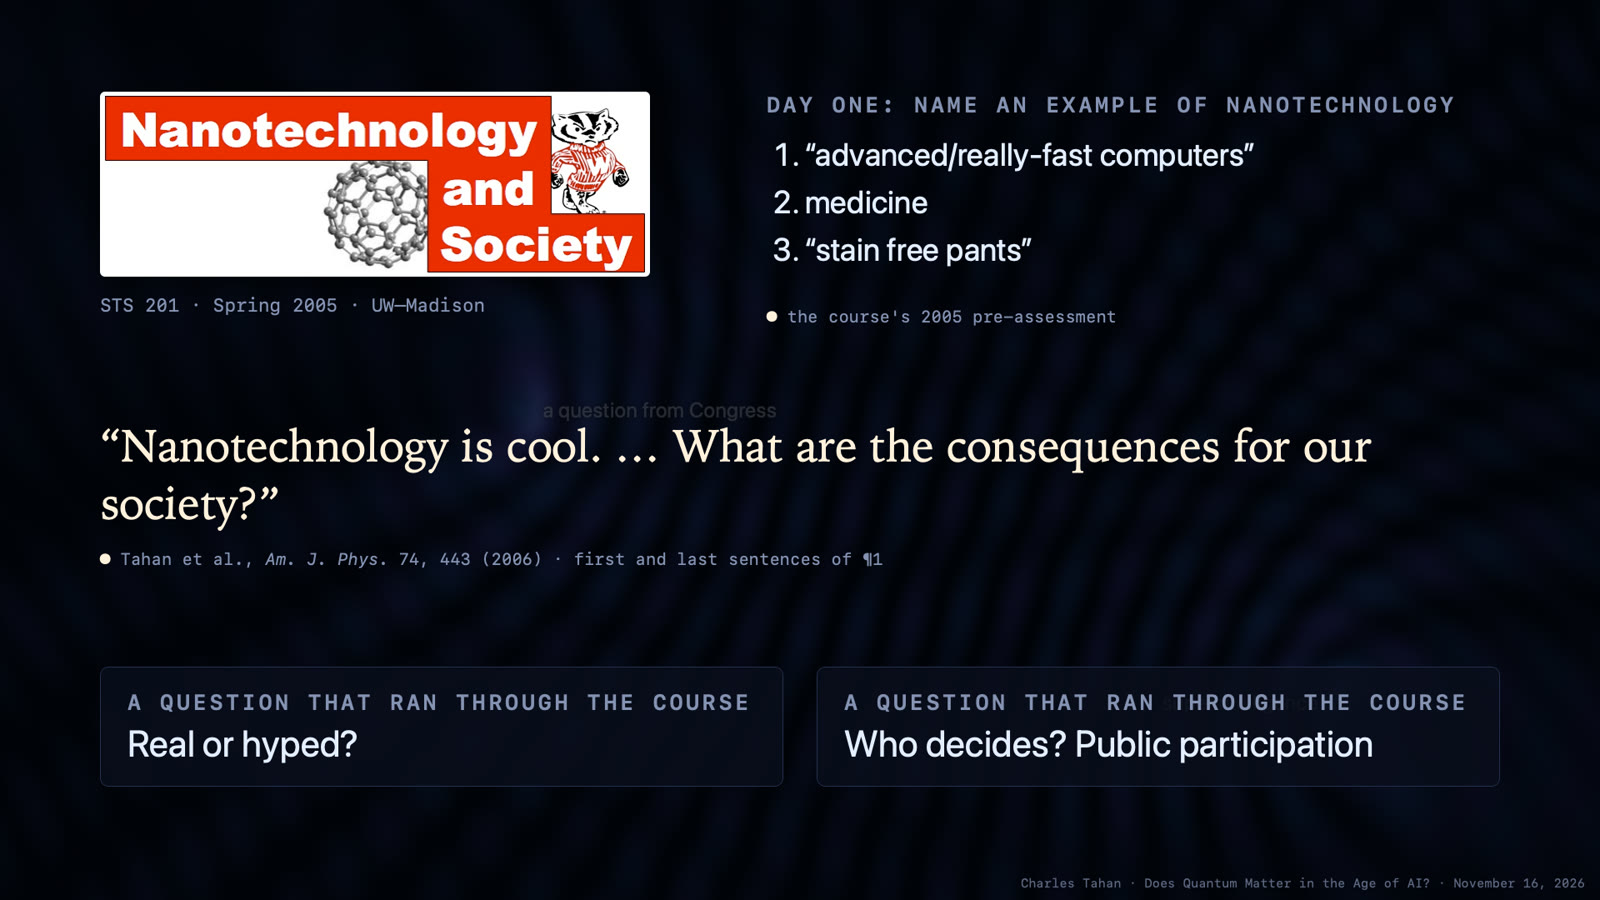 Nanotechnology
and
Society
STS 201 · Spring 2005 · UW–Madison
DAY ONE: NAME AN EXAMPLE OF NANOTECHNOLOGY
1. “advanced/really-fast computers”
2. medicine
3. “stain free pants”
the course's 2005 pre-assessment
a question from Congress
“Nanotechnology is cool. … What are the consequences for our
society?”
Tahan et al., Am. J. Phys. 74, 443 (2006) · first and last sentences of ¶1
A QUESTION THAT RAN THROUGH THE COURSE
Real or hyped?
A QUESTION THAT RAN THROUGH THE COURSE
Who decides? Public participation
Charles Tahan · Does Quantum Matter in the Age of AI? · November 16, 2026